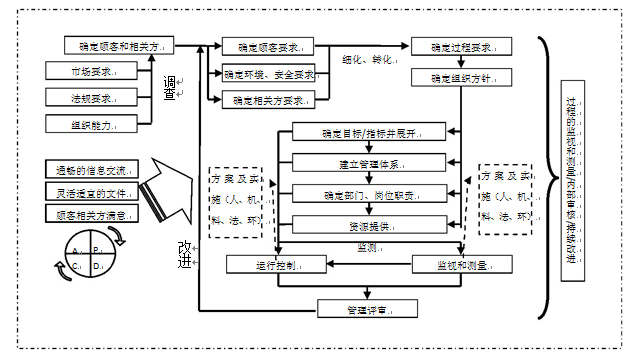 确定顾客和相关方
市场要求
法规要求
组织能力
调查
确定顾客要求
确定环境、安全要求
确定相关方要求
细化、转化
确定过程要求
确定组织方针
确定目标/指标并展开
建立管理体系
确定部门、岗位职责
资源提供
监测
运行控制
监视和测量
管理评审
方案及实
施（人、机、
料、法、环）
方案及实
施（人、机、
料、法、环）
通畅的信息交流
灵活适宜的文件
顾客相关方满意
A
P
C
D
改进
过程的监视和测量/内部审核/持续改进